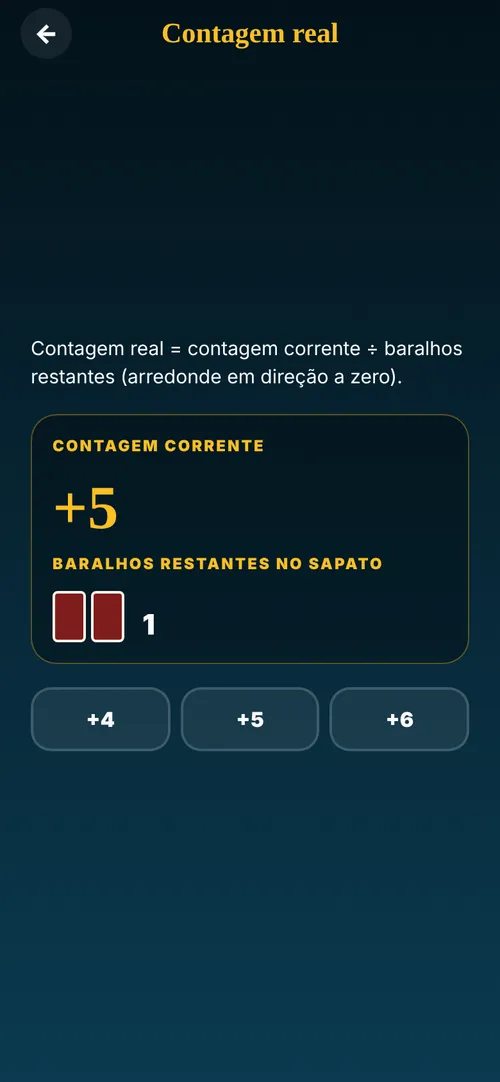 Contagem real
Contagem real = contagem corrente ÷ baralhos
restantes (arredonde em direção a zero).
CONTAGEM CORRENTE
+5
BARALHOS RESTANTES NO SAPATO
1
+4
+5
+6